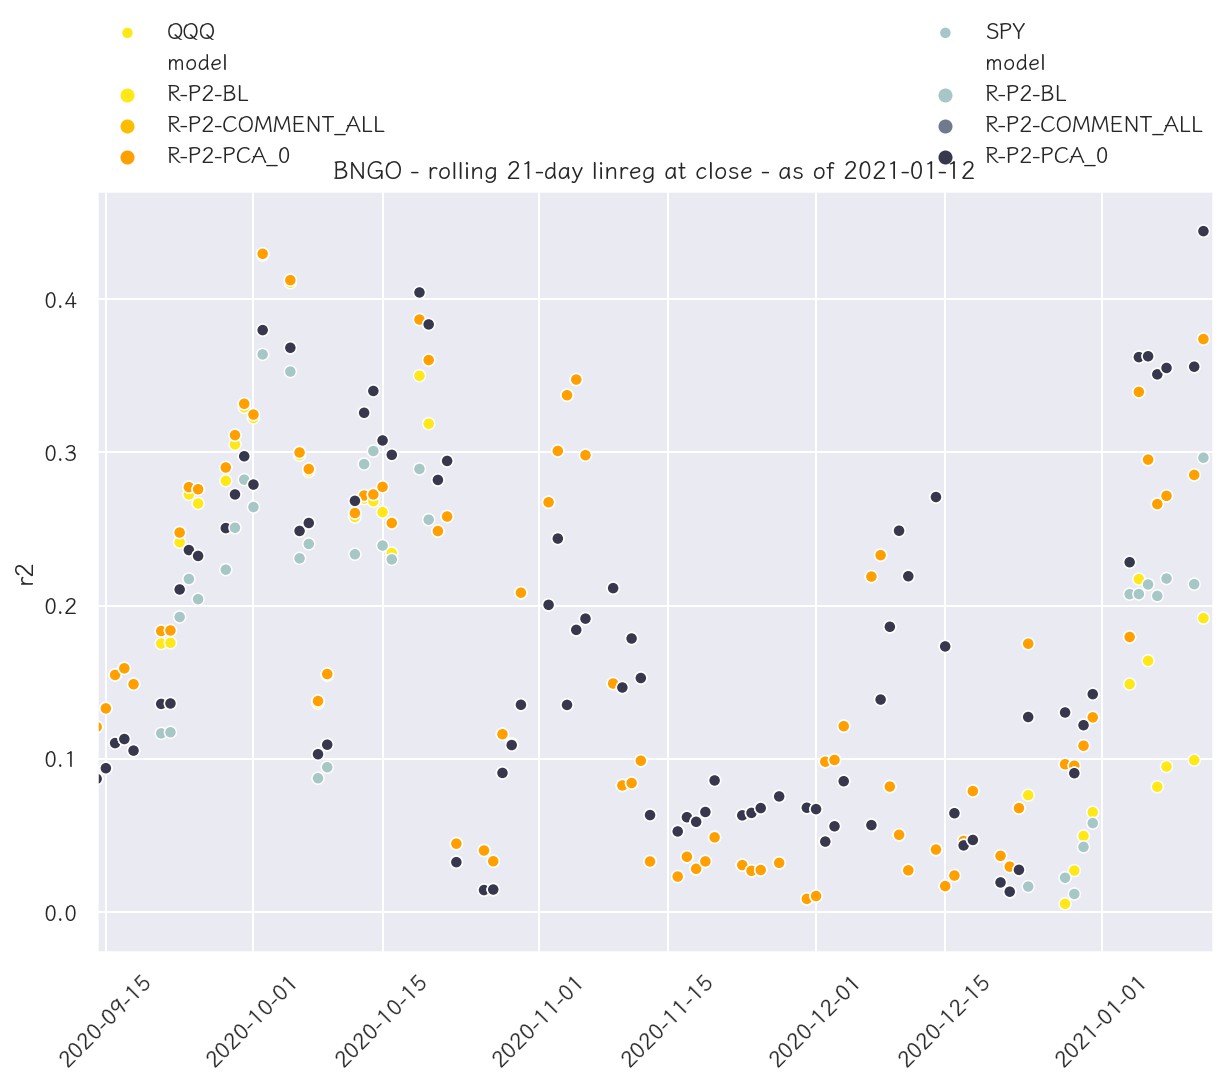 QQQ
model
R-P2-BL
R-P2-COMMENT_ALL
R-P2-PCA_0
SPY
model
R-P2-BL
R-P2-COMMENT_ALL
R-P2-PCA_0
BNGO - rolling 21-day linreg at close - as of 2021-01-12
r2
0.4
0.3
0.2
0.1
0.0
2020-09-15
2020-10-01
2020-10-15
2020-11-01
2020-11-15
2020-12-01
2020-12-15
2021-01-01